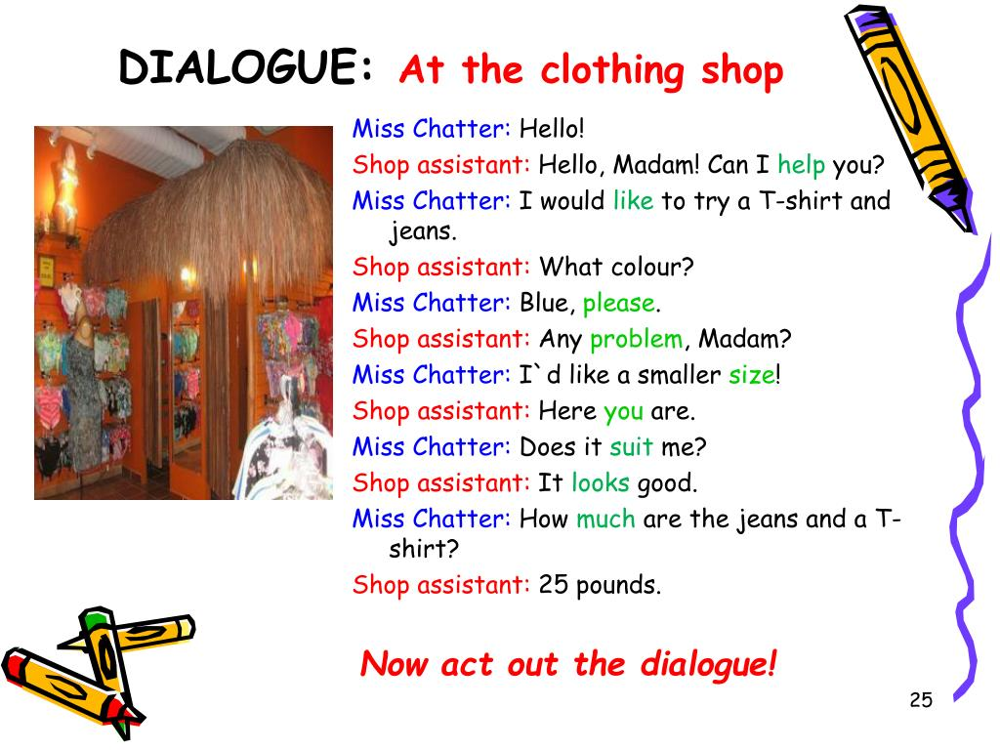 DIALOGUE: At the clothing shop
Miss Chatter: Hello!
Shop assistant: Hello, Madam! Can I help you?
Miss Chatter: I would like to try a T-shirt and
jeans.
Shop assistant: What colour?
Miss Chatter: Blue, please.
Shop assistant: Any problem, Madam?
Miss Chatter: I`d like a smaller size!
Shop assistant: Here you are.
Miss Chatter: Does it suit me?
Shop assistant: It looks good.
Miss Chatter: How much are the jeans and a T-
shirt?
Shop assistant: 25 pounds.
Now act out the dialogue!
25